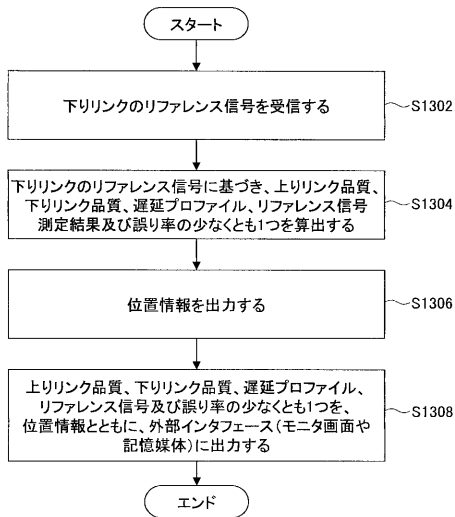 スタート
下りリンクのリファレンス信号を受信する
S1302
下りリンクのリファレンス信号に基づき、上りリンク品質、
下りリンク品質、遅延プロファイル、リファレンス信号
測定結果及び誤り率の少なくとも1つを算出する
S1304
位置情報を出力する
S1306
上りリンク品質、下りリンク品質、遅延プロファイル、
リファレンス信号及び誤り率の少なくとも1つを、
位置情報とともに、外部インタフェース(モニタ画面や
記憶媒体)に出力する
S1308
エンド